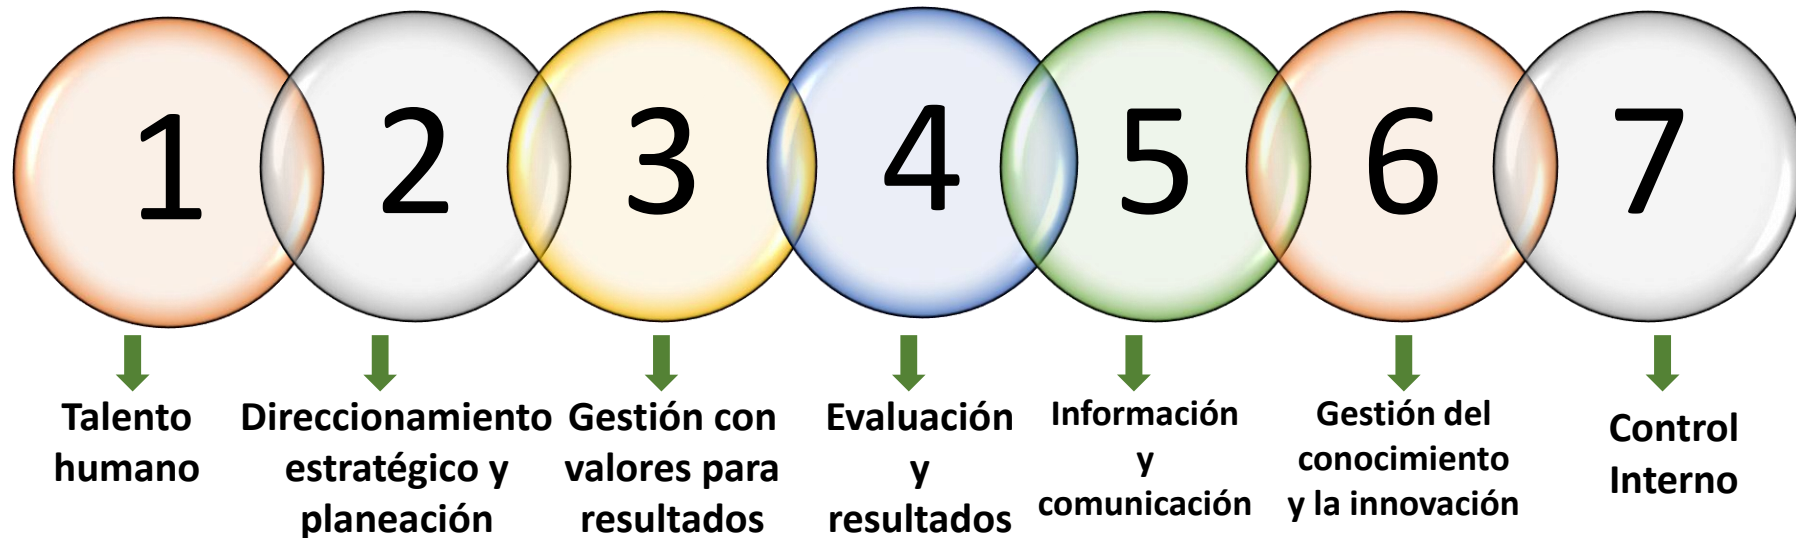 1
2
3
4
5
6
7
Talento
humano
Direccionamiento
estratégico y
planeación
Gestión con
valores para
resultados
Evaluación
y
resultados
Información
y
comunicación
Gestión del
conocimiento
y la innovación
Control
Interno